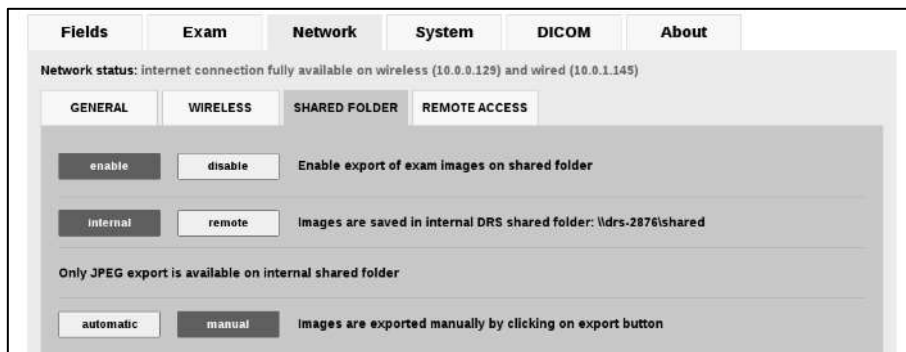 Fields Exam Network System DICOM About
Network status: internet connection fully available on wireless (10.0.0.129) and wired (10.0.1.145)
GENERAL WIRELESS SHARED FOLDER REMOTE ACCESS
enable disable Enable export of exam images on shared folder
internal remote Images are saved in internal DRS shared folder: \\drs-2876\shared
Only JPEG export is available on internal shared folder
automatic manual Images are exported manually by clicking on export button